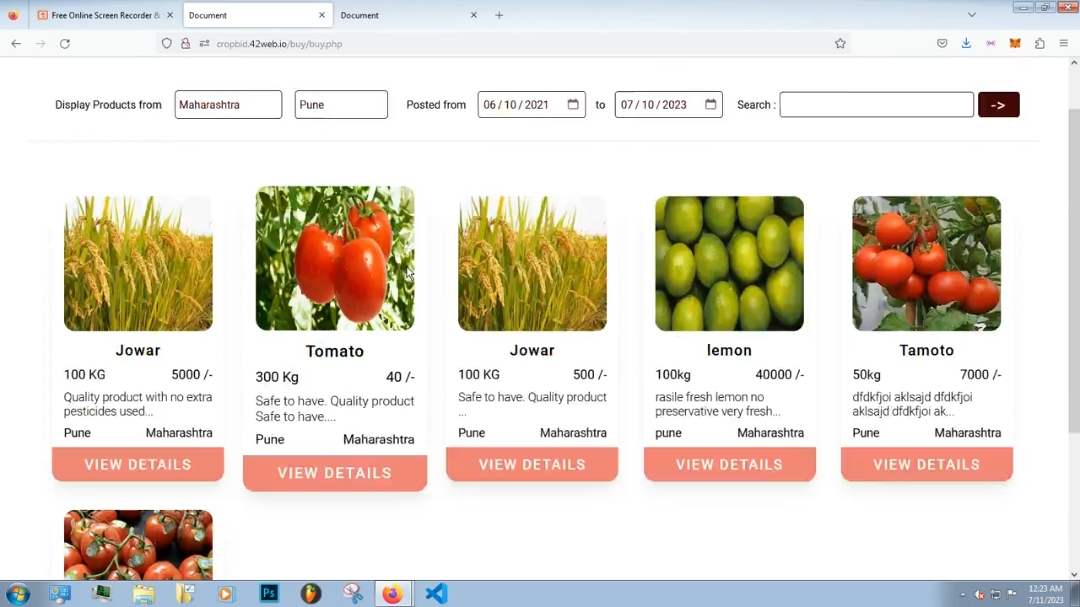 Free Online Screen Recorder &
Document
Document
cropbid.42web.io/buy/buy.php
Display Products from Maharashtra Pune Posted from 06 / 10 / 2021 to 07 / 10 / 2023 Search : ->
Jowar
100 KG 5000 /-
Quality product with no extra
pesticides used...
Pune Maharashtra
VIEW DETAILS
Tomato
300 Kg 40 /-
Safe to have. Quality product
Safe to have....
Pune Maharashtra
VIEW DETAILS
Jowar
100 KG 500 /-
Safe to have. Quality product
...
Pune Maharashtra
VIEW DETAILS
lemon
100kg 40000 /-
rasile fresh lemon no
preservative very fresh...
pune Maharashtra
VIEW DETAILS
Tamoto
50kg 7000 /-
dfdkfjoi aklsajd dfdkfjoi
aklsajd dfdkfjoi ak...
Pune Maharashtra
VIEW DETAILS
Ps
12:23 AM
7/11/2023